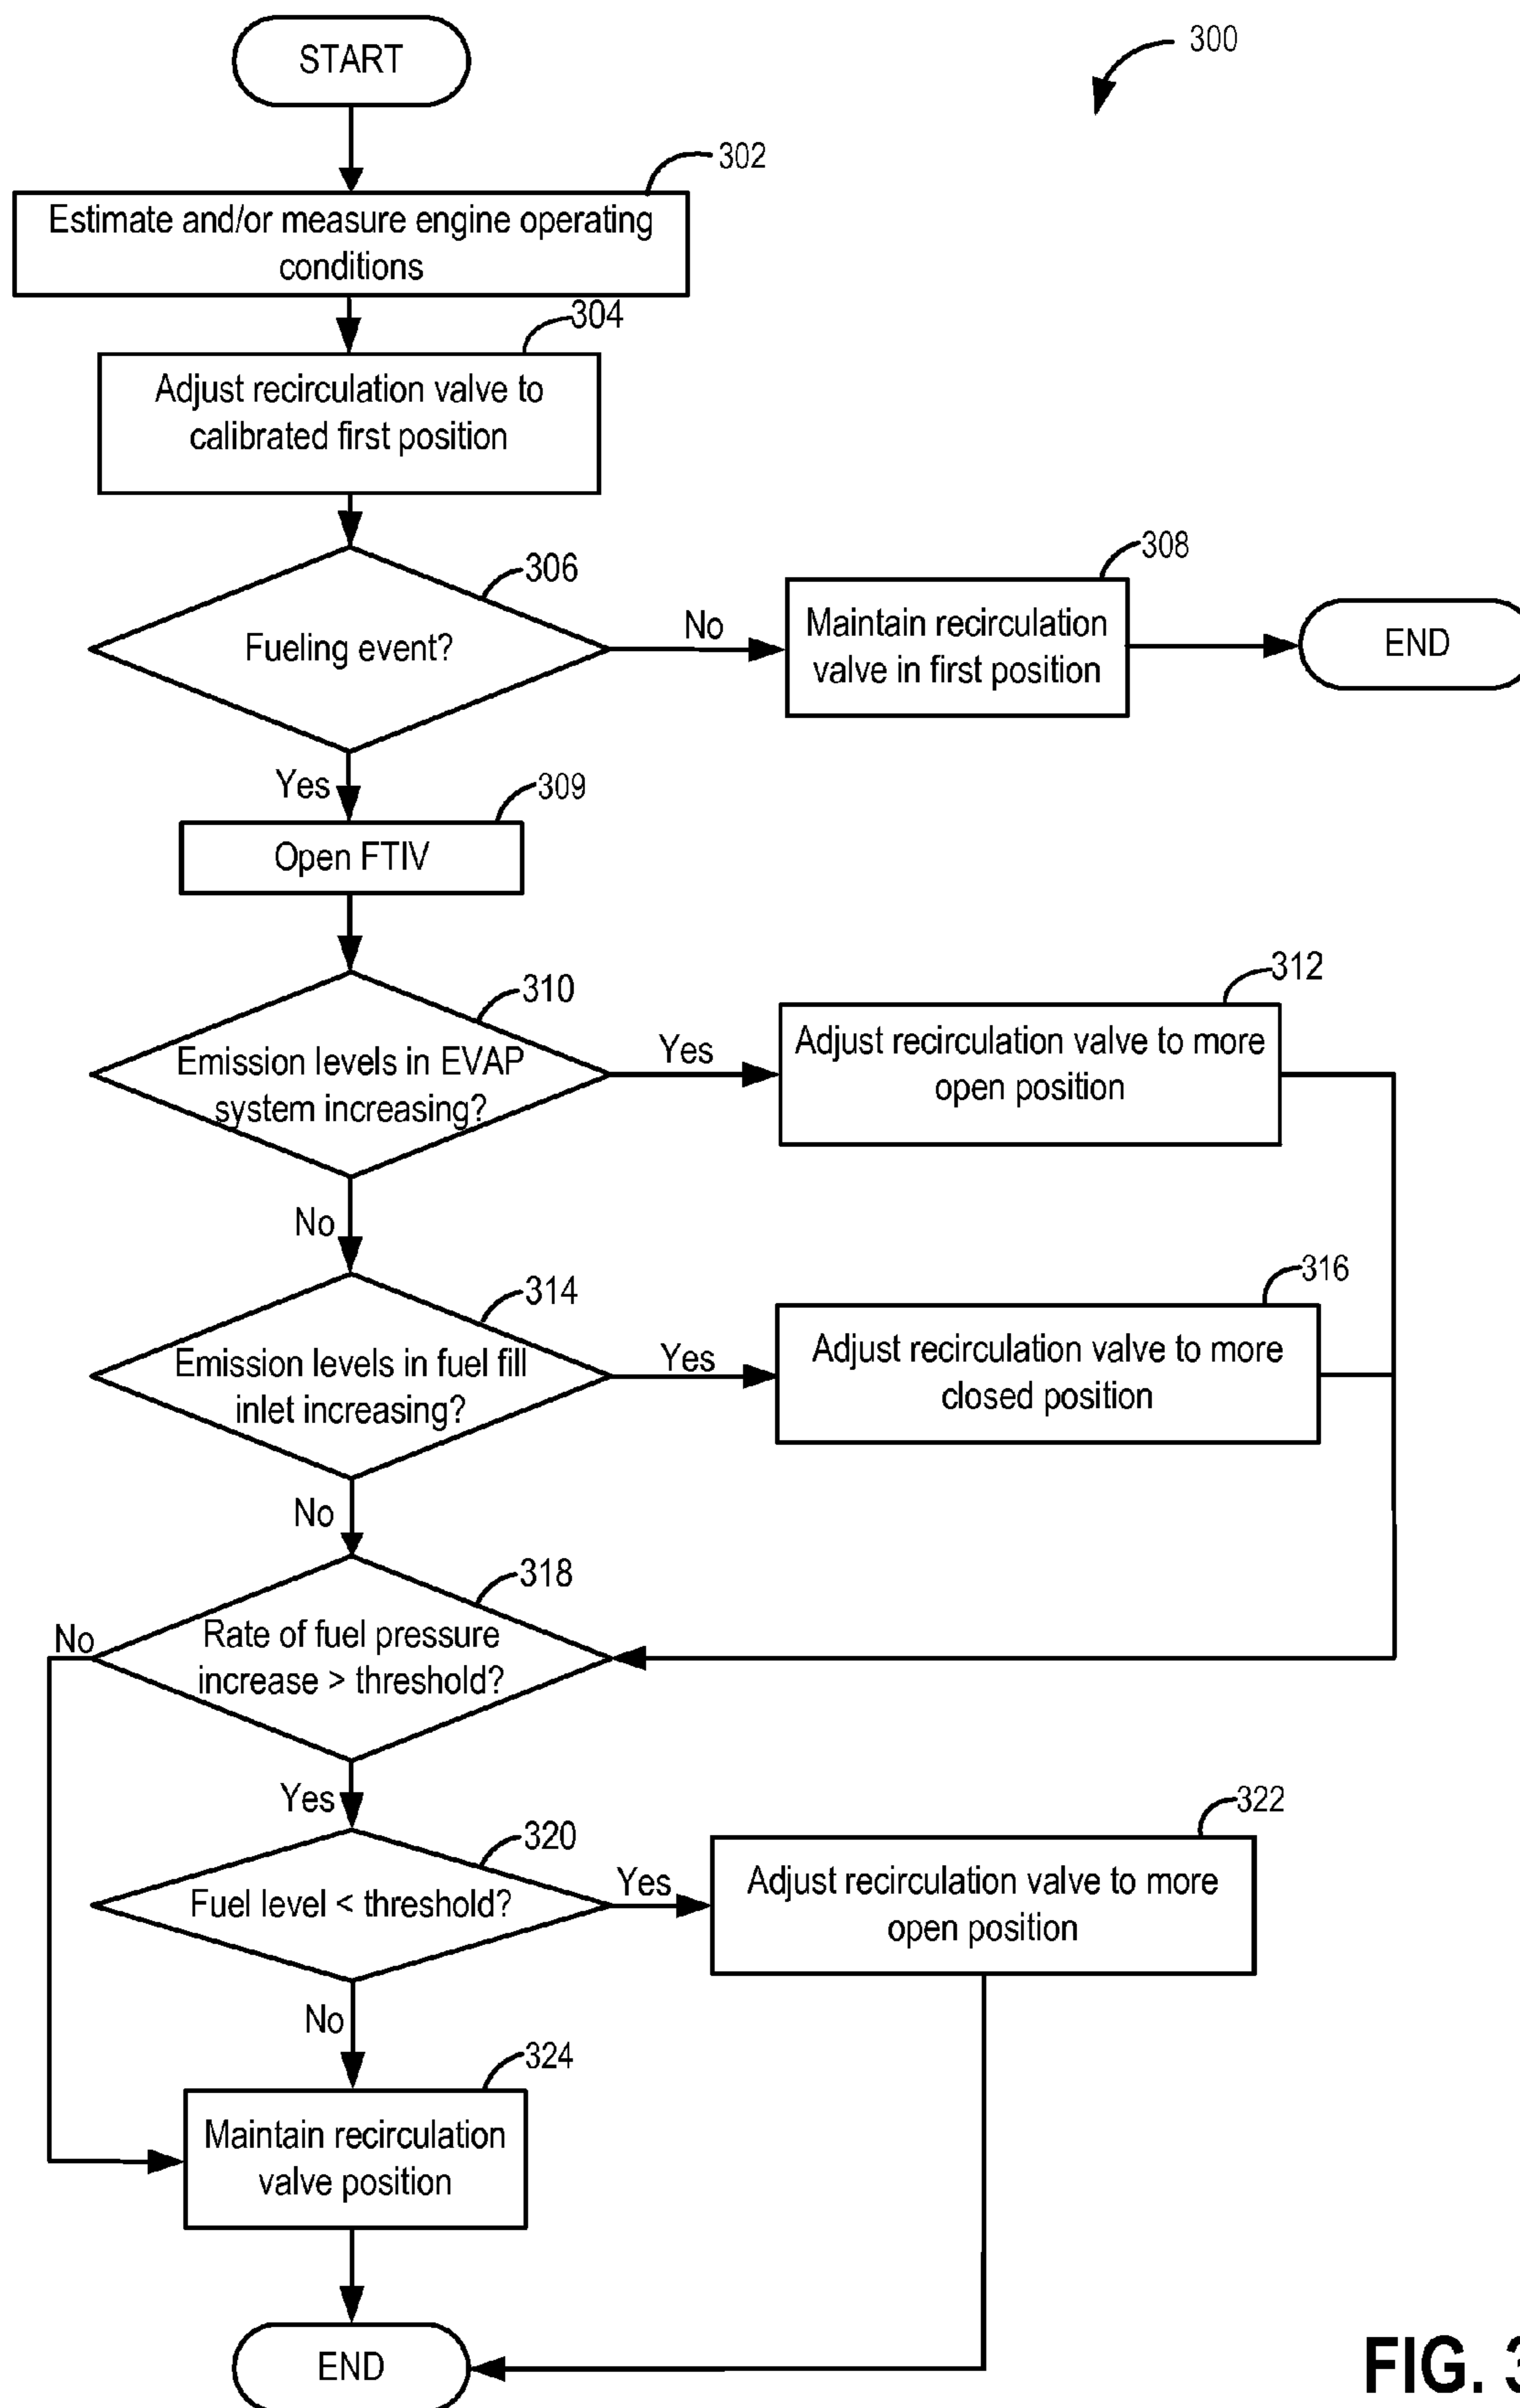 START
300
302
Estimate and/or measure engine operating
conditions
304
Adjust recirculation valve to
calibrated first position
306
Fueling event?
No
308
Maintain recirculation
valve in first position
END
Yes
309
Open FTIV
310
Emission levels in EVAP
system increasing?
Yes
312
Adjust recirculation valve to more
open position
No
314
Emission levels in fuel fill
inlet increasing?
Yes
316
Adjust recirculation valve to more
closed position
No
318
Rate of fuel pressure
increase > threshold?
No
Yes
320
Fuel level < threshold?
Yes
322
Adjust recirculation valve to more
open position
No
324
Maintain recirculation
valve position
END
FIG. 3